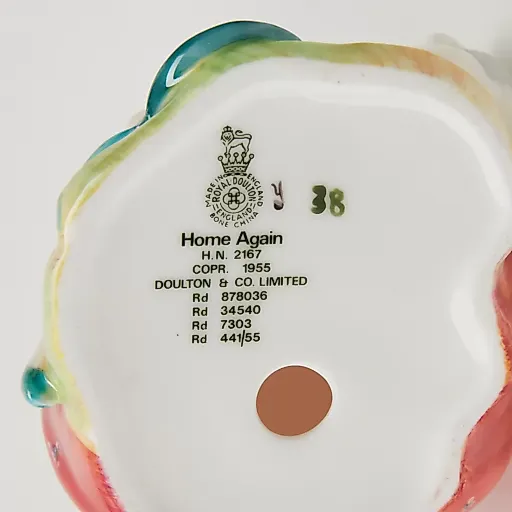 MADE IN ENGLAND
ROYAL DOULTON
ENGLAND
BONE CHINA
y 38
Home Again
H.N. 2167
COPR. 1955
DOULTON & CO. LIMITED
Rd 878036
Rd 34540
Rd 7303
Rd 441/55